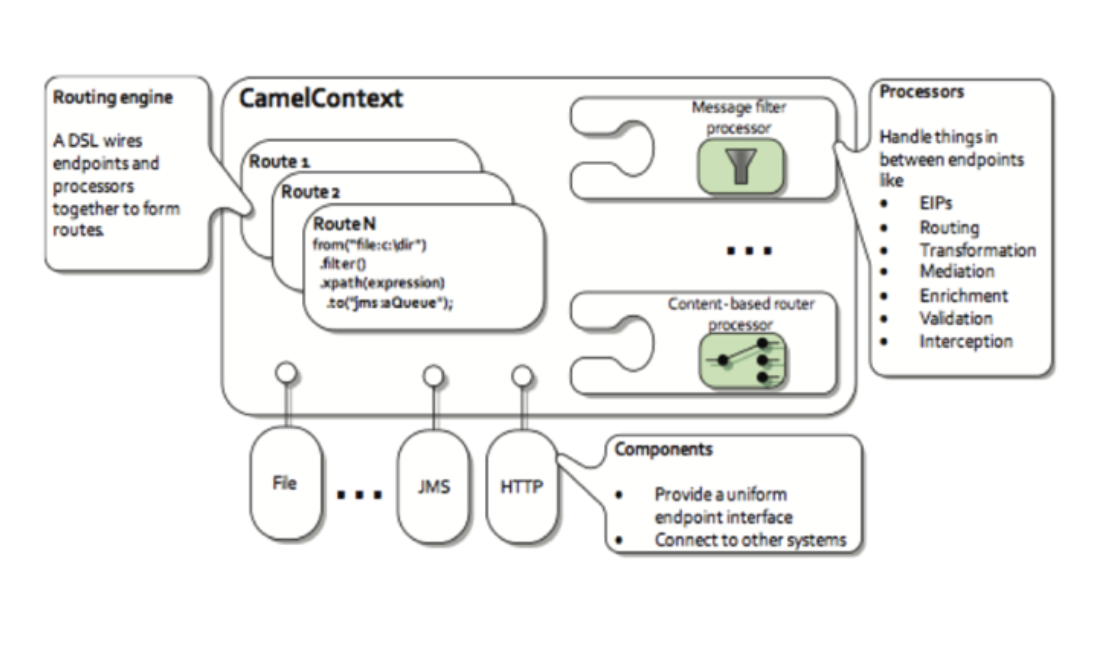 Routing engine
A DSL wires
endpoints and
processors
together to form
routes.
CamelContext
Route 1
Route 2
Route N
from("file:c:\dir")
.filter()
.xpath(expression)
.to("jms:aQueue");
Message filter
processor
...
Content-based router
processor
Processors
Handle things in
between endpoints
like
• EIPs
• Routing
• Transformation
• Mediation
• Enrichment
• Validation
• Interception
File
...
JMS
HTTP
Components
• Provide a uniform
endpoint interface
• Connect to other systems